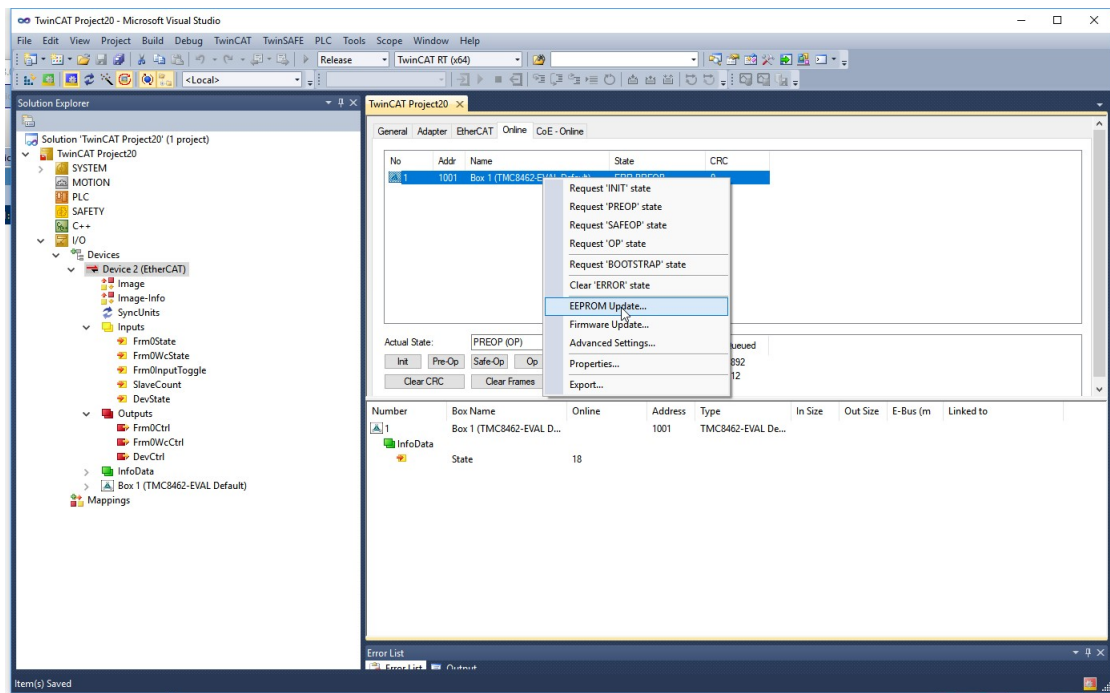 TwinCAT Project20 - Microsoft Visual Studio
File Edit View Project Build Debug TwinCAT TwinSAFE PLC Tools Scope Window Help
Release TwinCAT RT (x64)
<Local>
Solution Explorer
TwinCAT Project20
Solution 'TwinCAT Project20' (1 project)
TwinCAT Project20
SYSTEM
MOTION
PLC
SAFETY
C++
I/O
Devices
Device 2 (EtherCAT)
Image
Image-Info
SyncUnits
Inputs
Frm0State
Frm0WcState
Frm0InputToggle
SlaveCount
DevState
Outputs
Frm0Ctrl
Frm0WcCtrl
DevCtrl
InfoData
Box 1 (TMC8462-EVAL Default)
Mappings
General Adapter EtherCAT Online CoE - Online
No Addr Name State CRC
1 1001 Box 1 (TMC8462-EVAL Default)
Request 'INIT' state
Request 'PREOP' state
Request 'SAFEOP' state
Request 'OP' state
Request 'BOOTSTRAP' state
Clear 'ERROR' state
EEPROM Update...
Firmware Update...
Advanced Settings...
Properties...
Export...
Actual State: PREOP (OP)
Init Pre-Op Safe-Op Op
Clear CRC Clear Frames
Number Box Name Online Address Type In Size Out Size E-Bus (m Linked to
1 Box 1 (TMC8462-EVAL D... 1001 TMC8462-EVAL De...
InfoData
State 18
Error List
Error List Output
Item(s) Saved